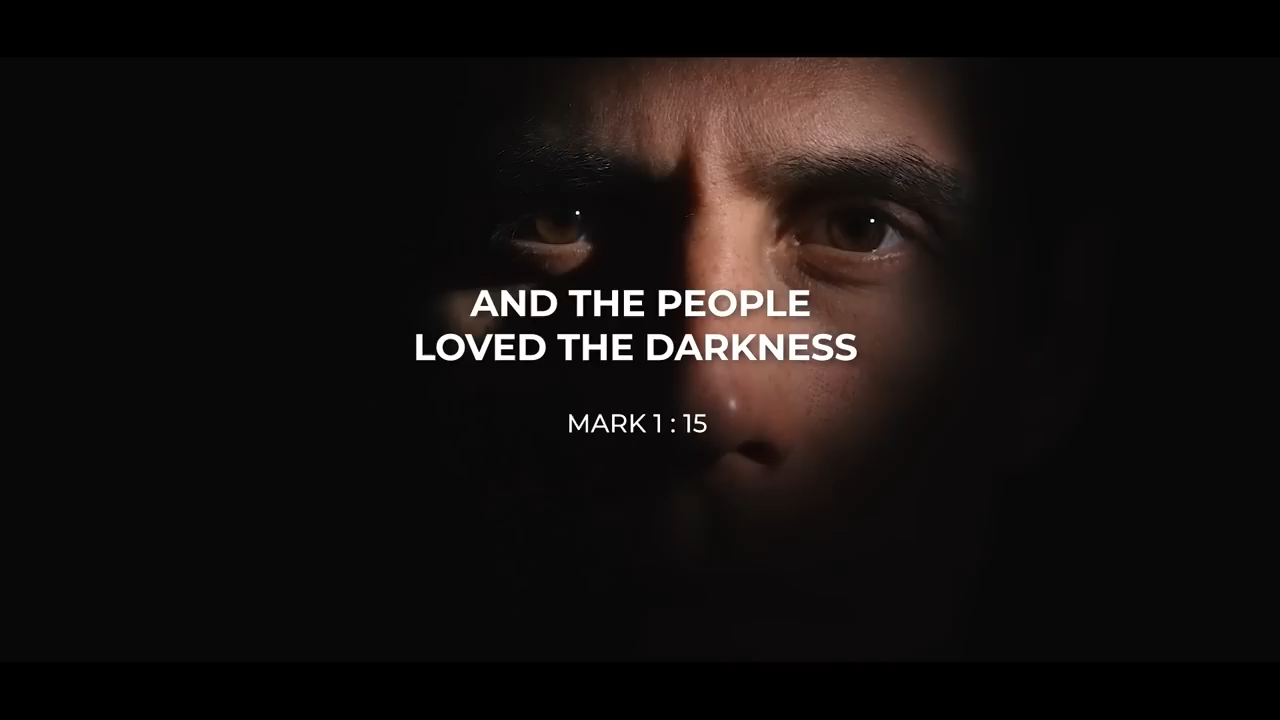 AND THE PEOPLE
LOVED THE DARKNESS
MARK 1 : 15